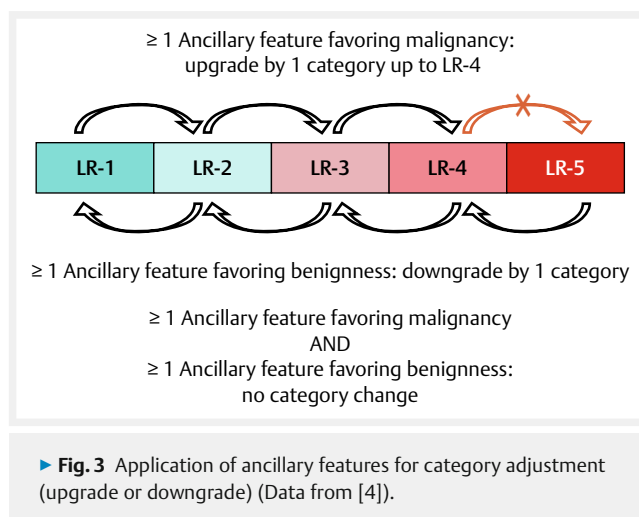 ≥ 1 Ancillary feature favoring malignancy:
upgrade by 1 category up to LR-4
LR-1 LR-2 LR-3 LR-4 LR-5
≥ 1 Ancillary feature favoring benignness: downgrade by 1 category
≥ 1 Ancillary feature favoring malignancy
AND
≥ 1 Ancillary feature favoring benignness:
no category change
► Fig. 3 Application of ancillary features for category adjustment
(upgrade or downgrade) (Data from [4]).